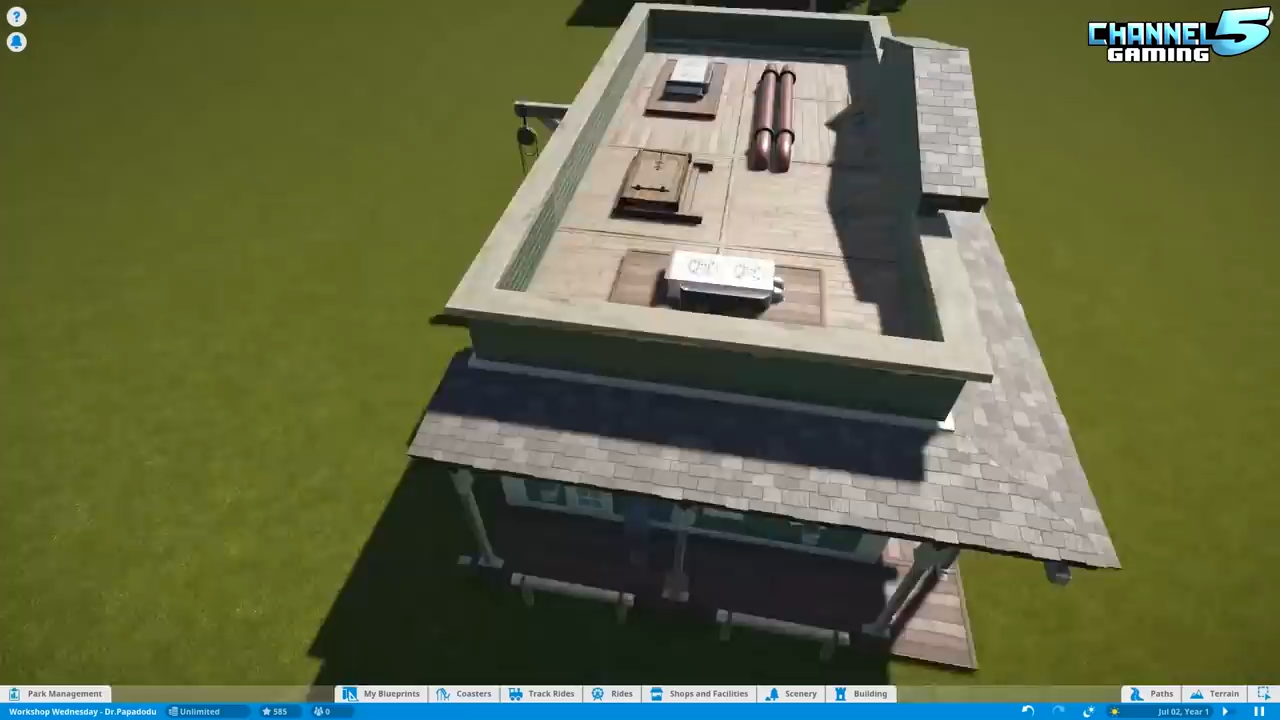 CHANNEL 5
GAMING
?
Park Management
My Blueprints
Coasters
Track Rides
Rides
Shops and Facilities
Scenery
Building
Paths
Terrain
Workshop Wednesday - Dr.Papadodu
Unlimited
585
0
Jul 02, Year 1